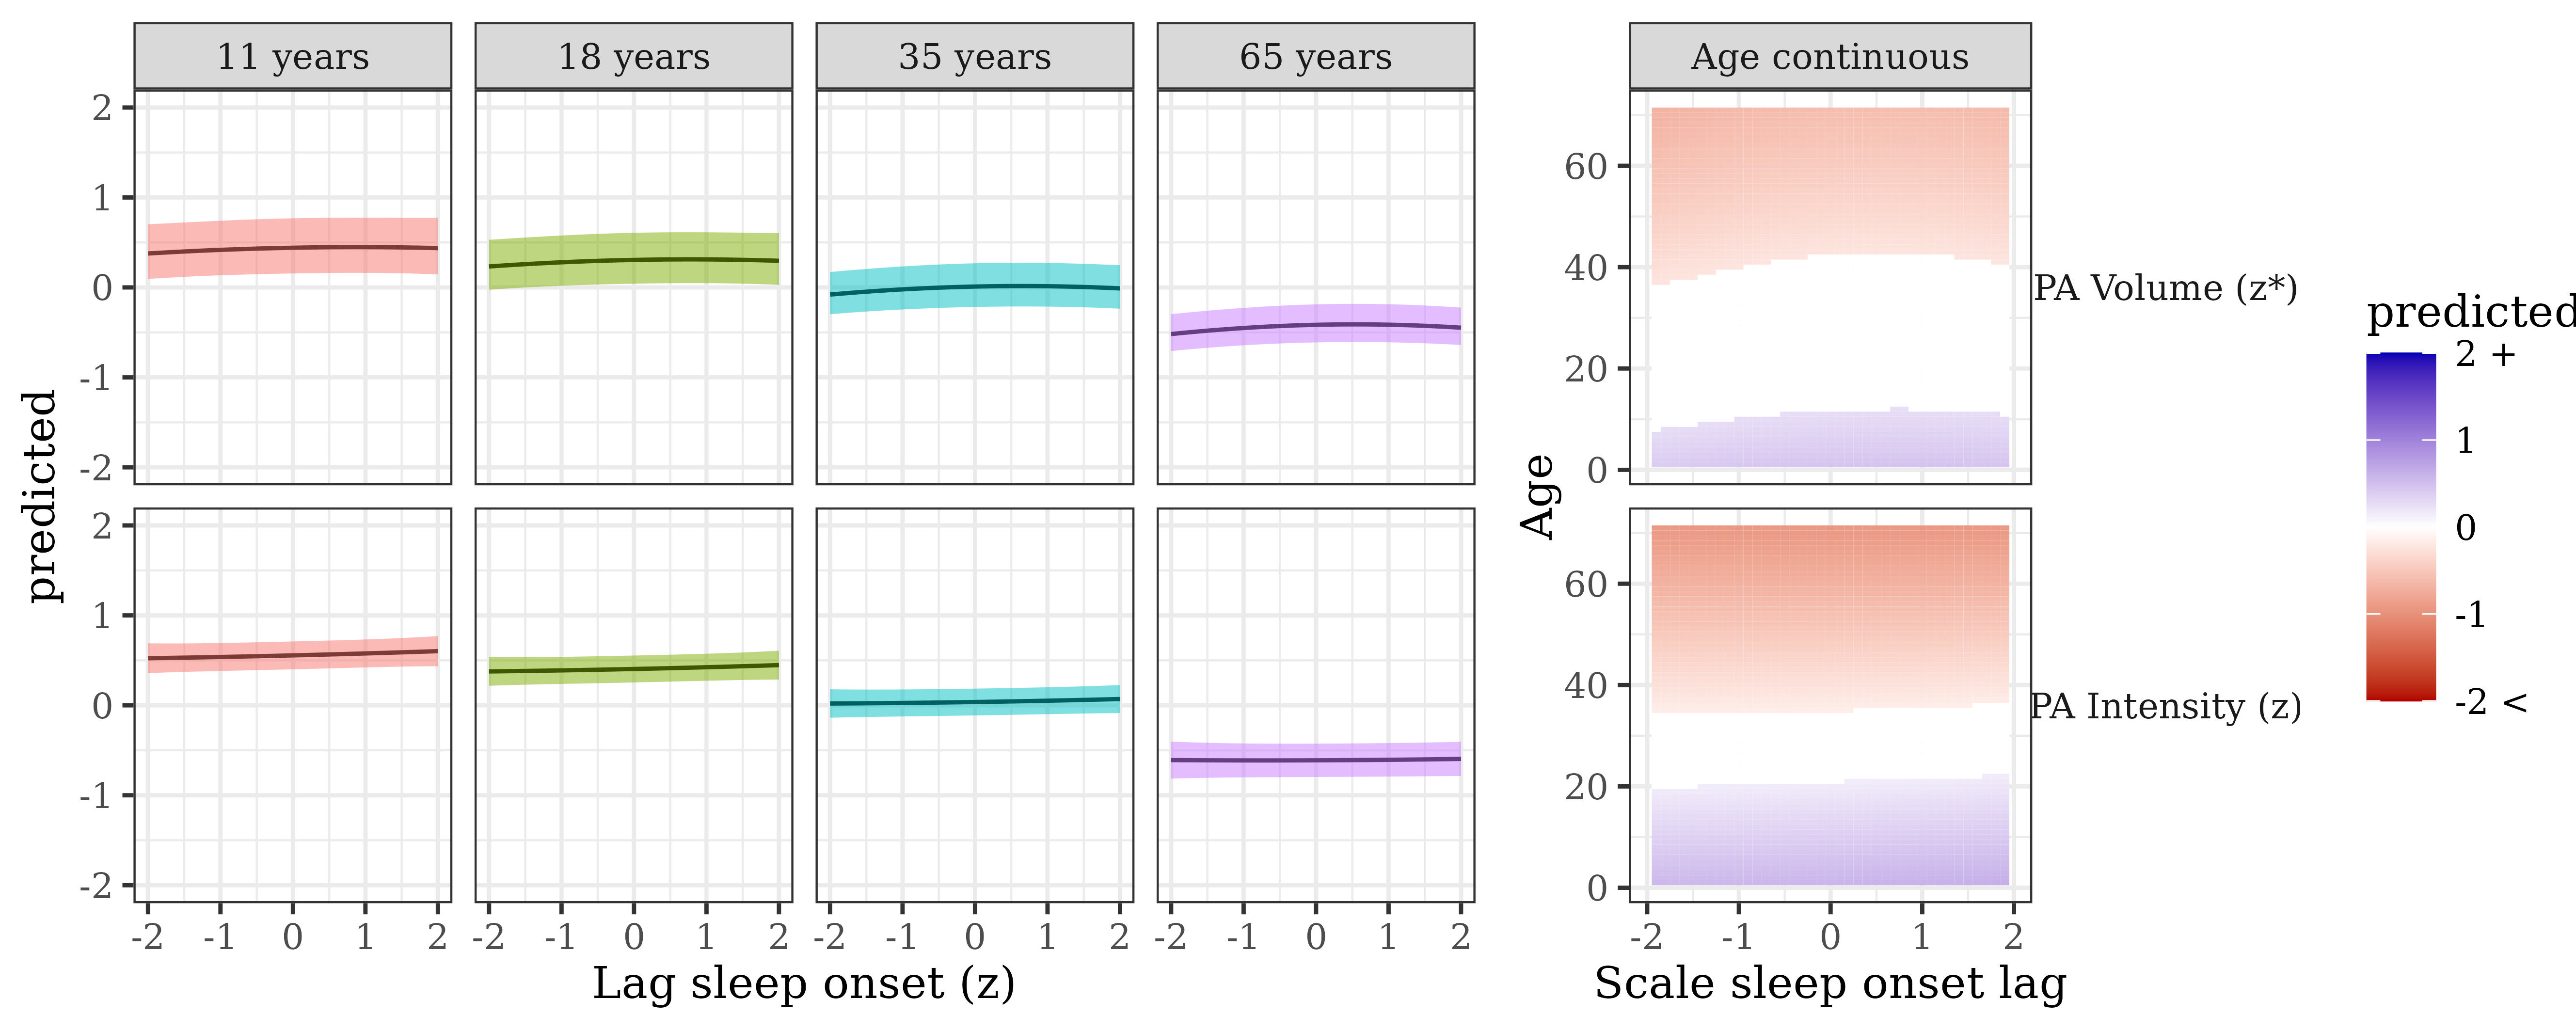 11 years
18 years
35 years
65 years
Age continuous
predicted
2
1
0
-1
-2
60
40
20
0
PA Volume (z*)
2
1
0
-1
-2
Age
60
40
20
0
PA Intensity (z)
predicted
2 +
1
0
-1
-2 <
-2 -1 0 1 2
-2 -1 0 1 2
-2 -1 0 1 2
-2 -1 0 1 2
-2 -1 0 1 2
Lag sleep onset (z)
Scale sleep onset lag